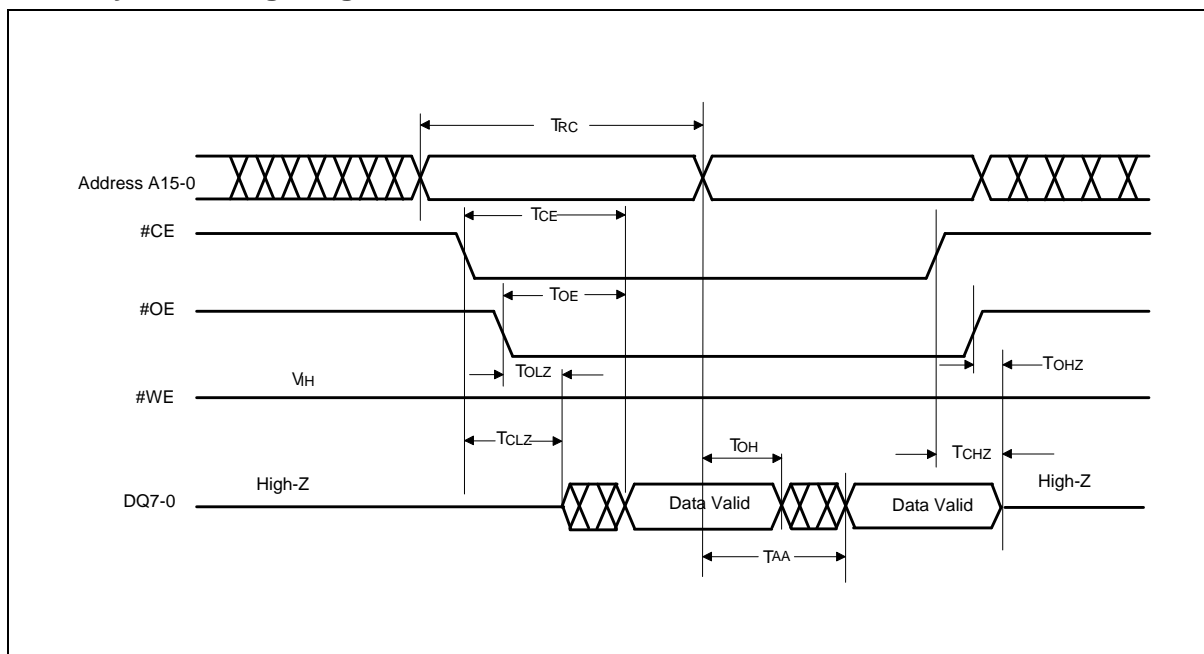 TRC
Address A15-0
TCE
#CE
TOE
#OE
TOLZ
TOHZ
VIH
#WE
TCLZ
TOH
TCHZ
High-Z
High-Z
DQ7-0
Data Valid
Data Valid
TAA